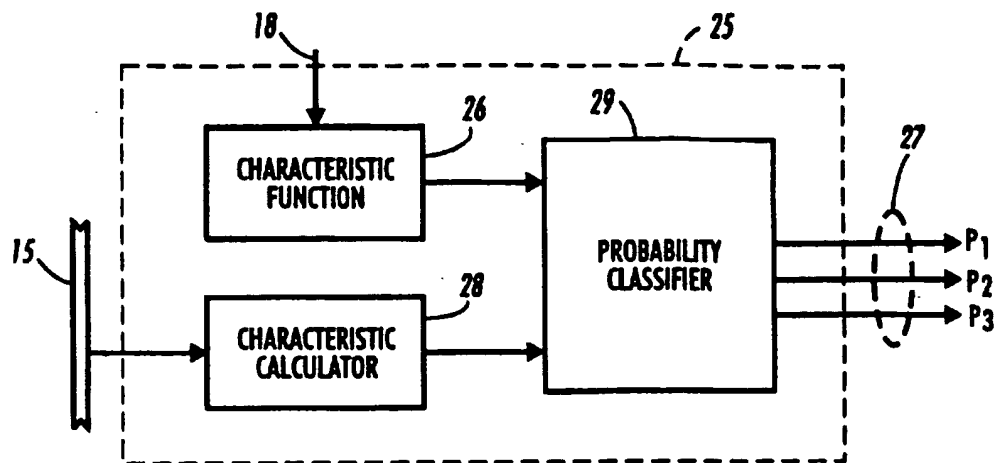 18
25
26
CHARACTERISTIC
FUNCTION
29
27
15
PROBABILITY
CLASSIFIER
P1
P2
P3
28
CHARACTERISTIC
CALCULATOR